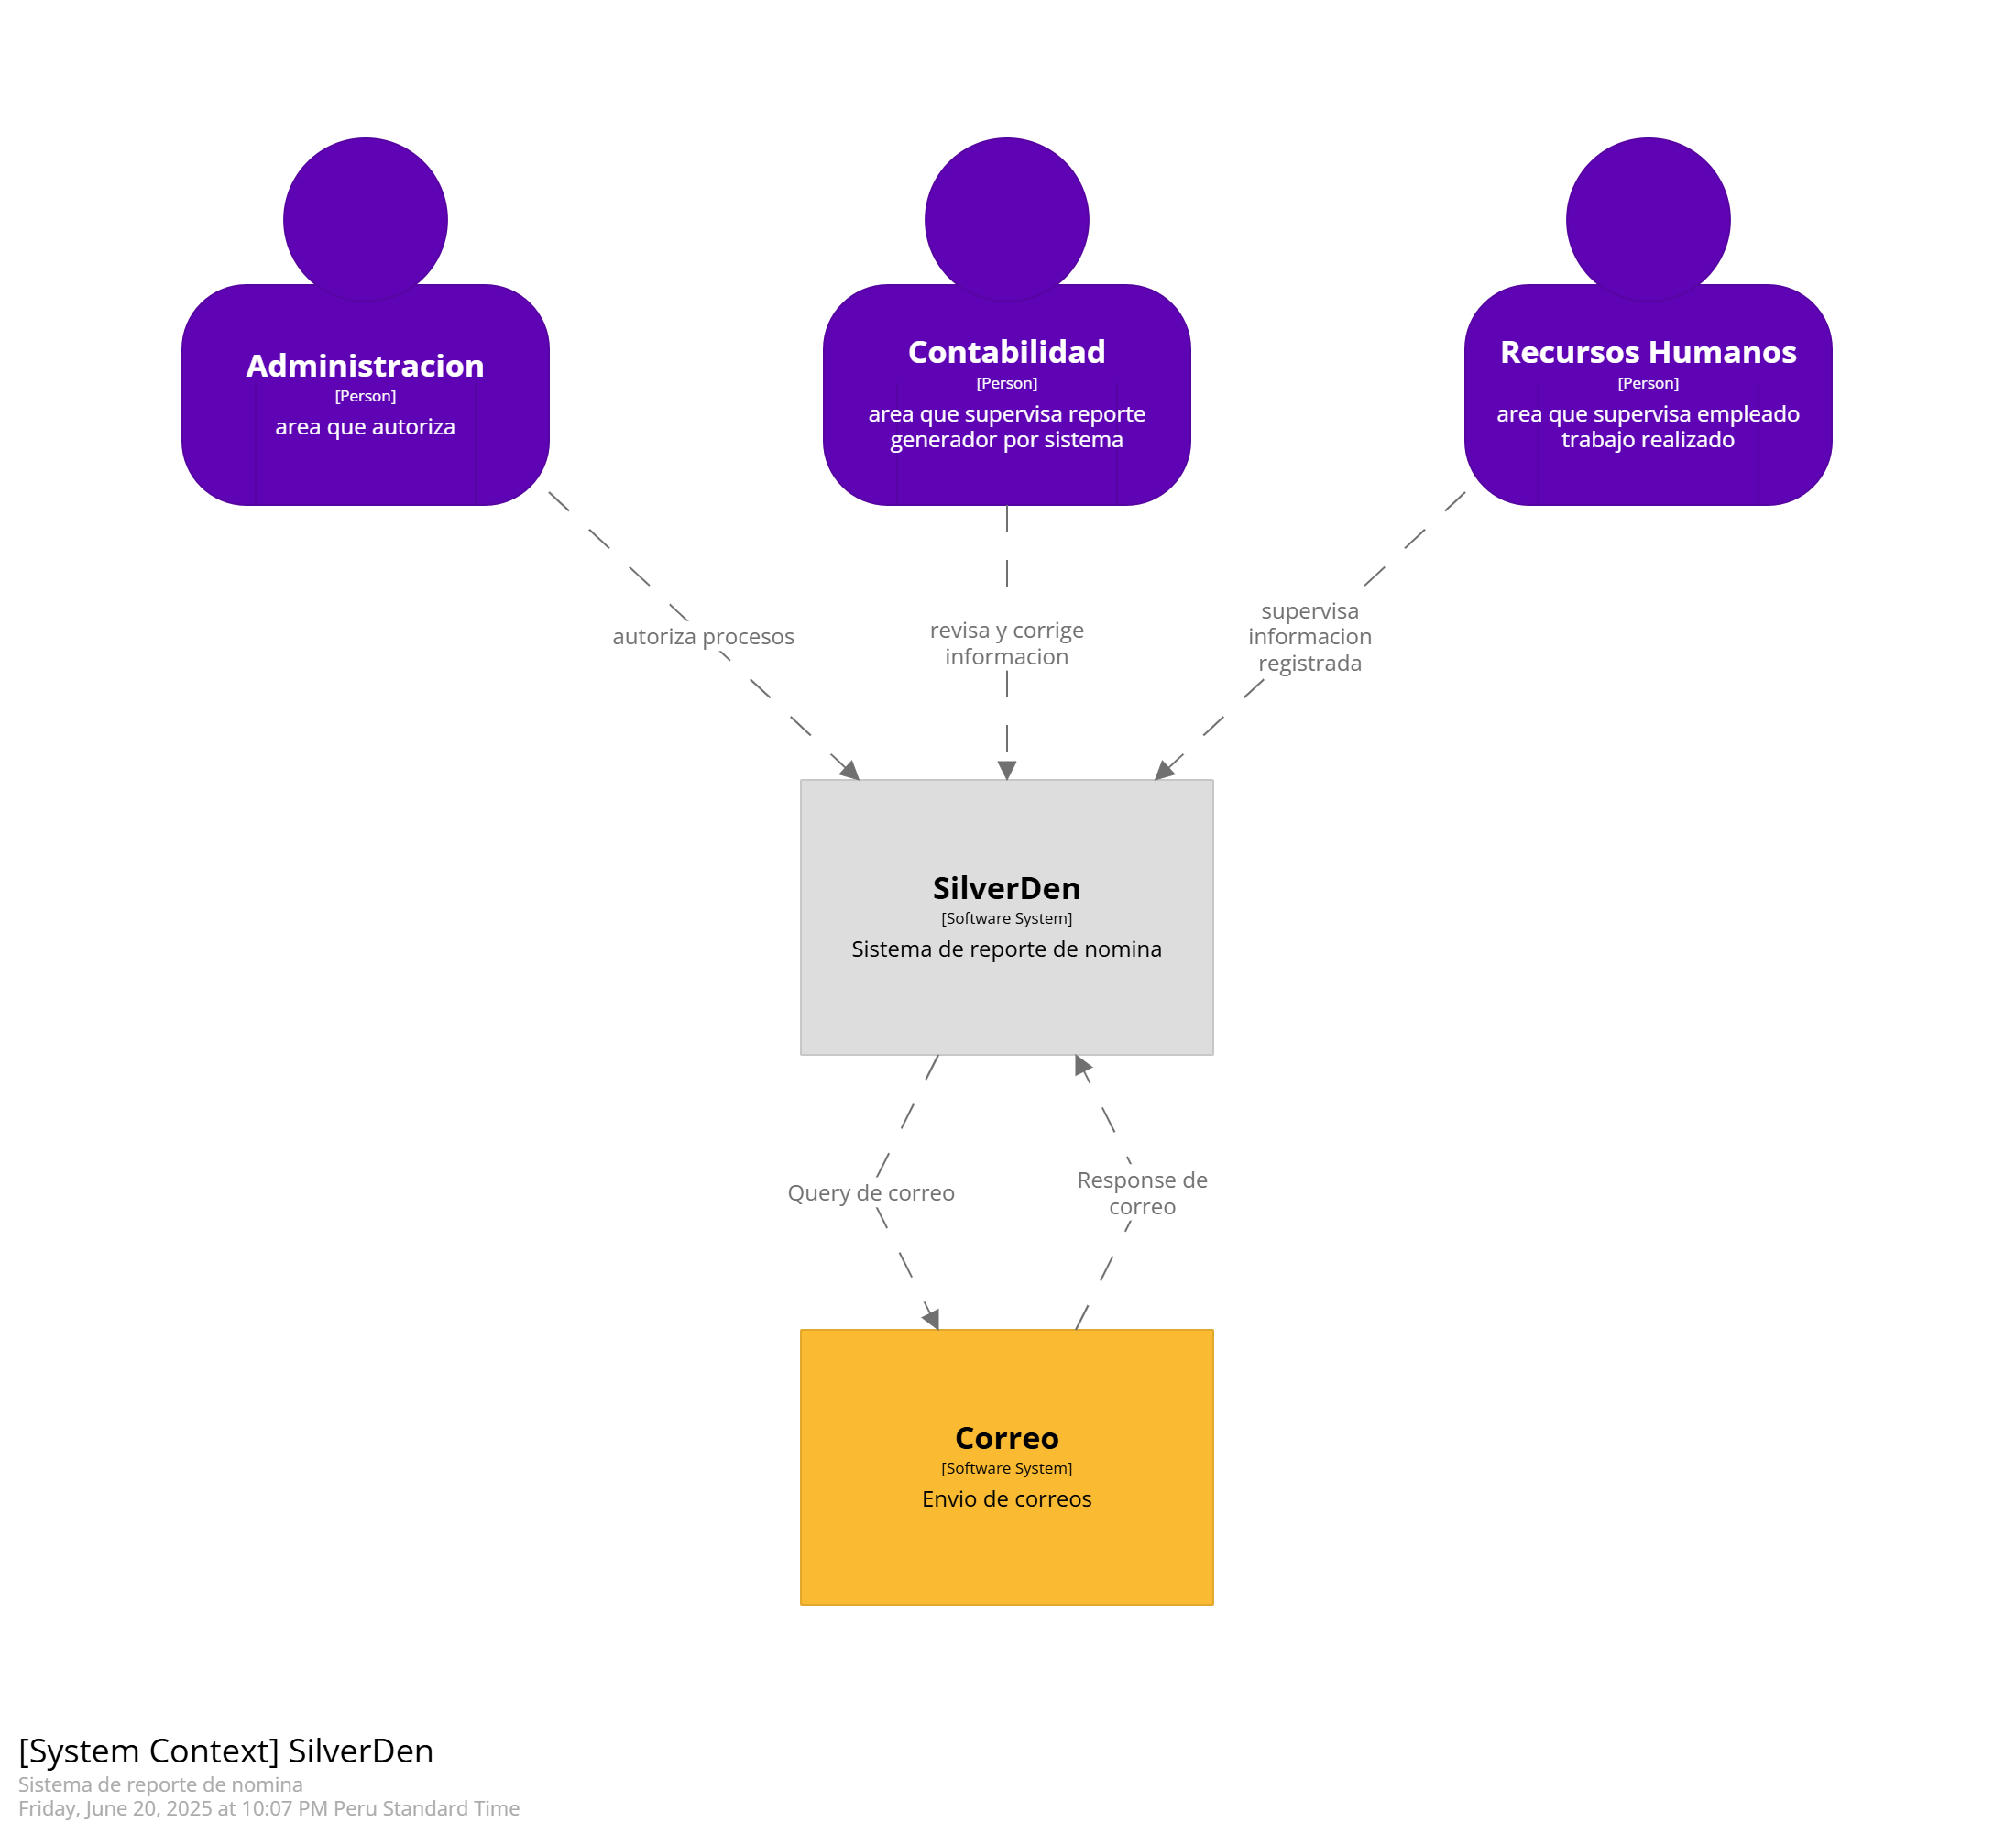 Administracion
[Person]
area que autoriza
Contabilidad
[Person]
area que supervisa reporte
generador por sistema
Recursos Humanos
[Person]
area que supervisa empleado
trabajo realizado
autoriza procesos
revisa y corrige
informacion
supervisa
informacion
registrada
SilverDen
[Software System]
Sistema de reporte de nomina
Query de correo
Response de
correo
Correo
[Software System]
Envio de correos
[System Context] SilverDen
Sistema de reporte de nomina
Friday, June 20, 2025 at 10:07 PM Peru Standard Time